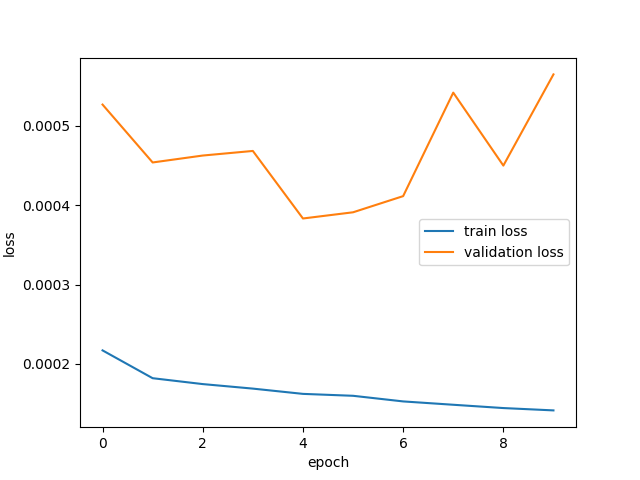 0.0005
0.0004
0.0003
0.0002
loss
train loss
validation loss
0 2 4 6 8
epoch